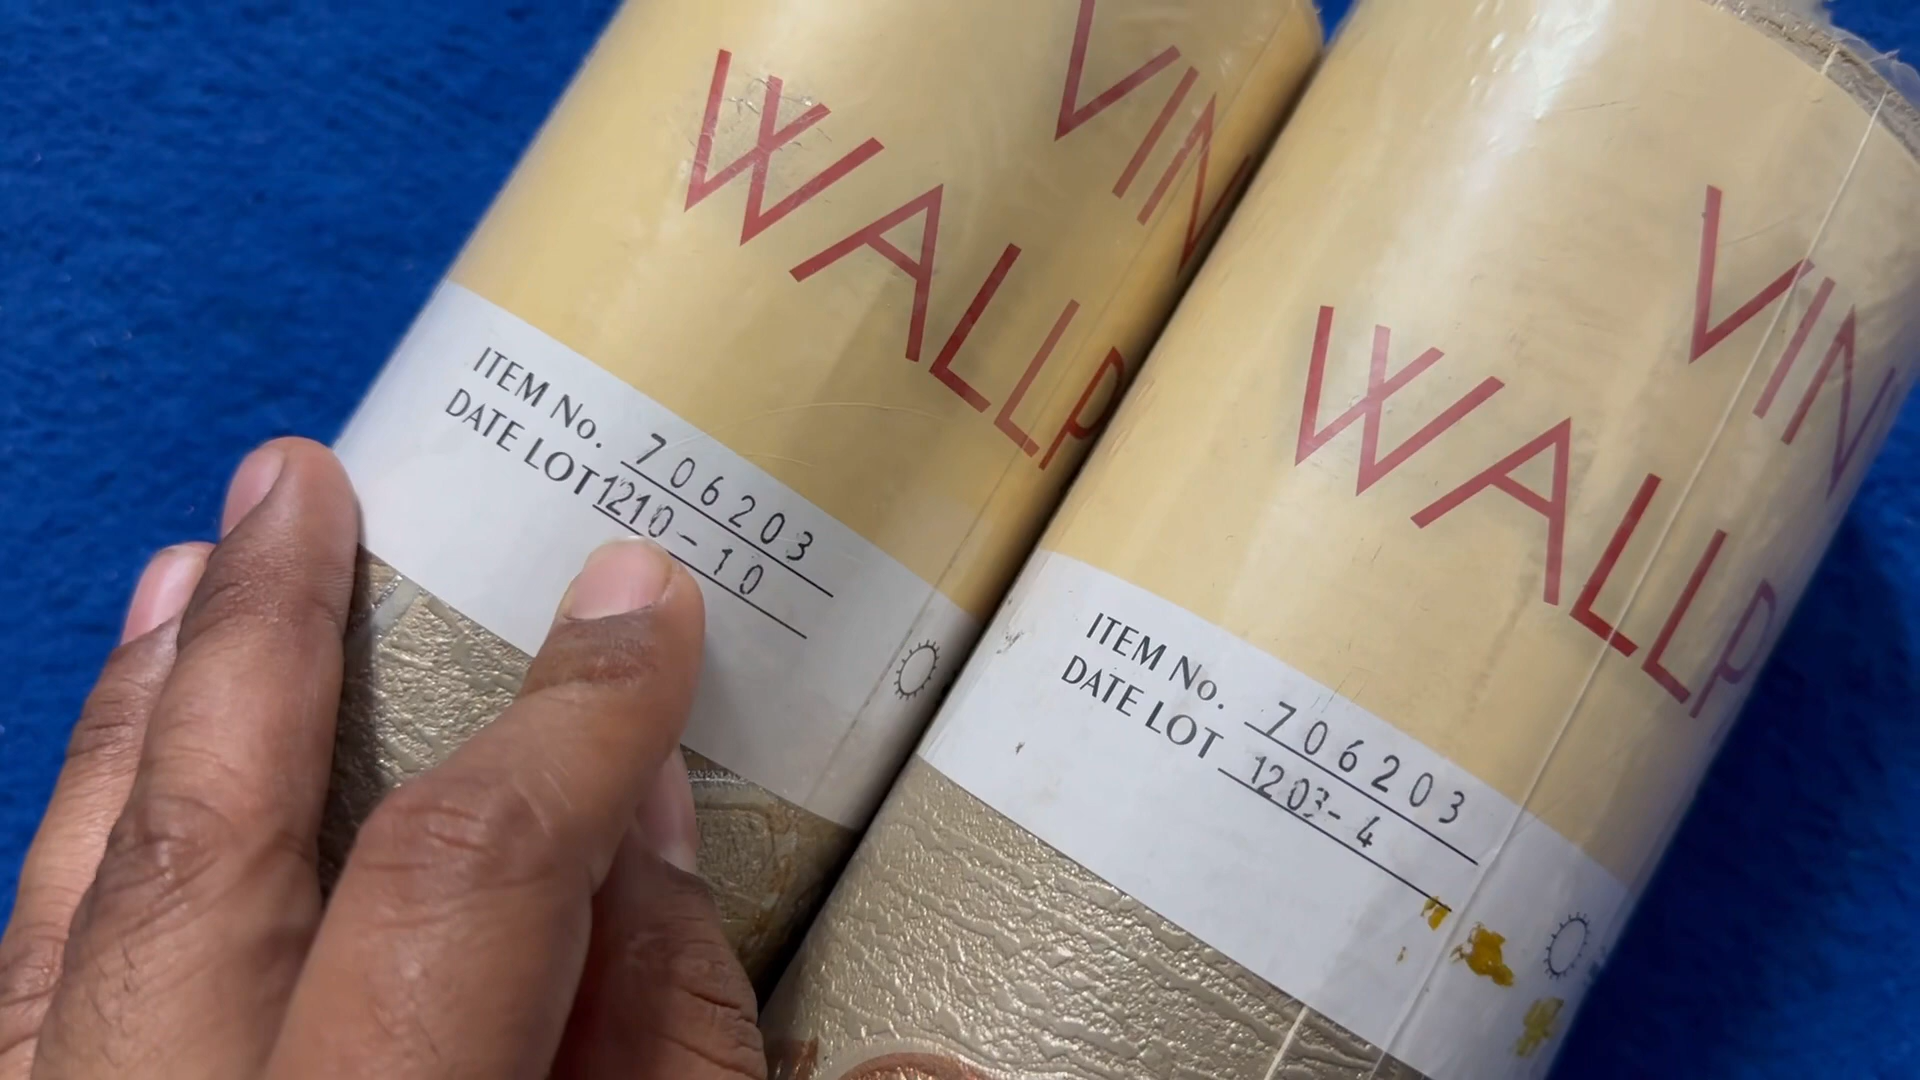 VIN
WALLP
ITEM No. 706203
DATE LOT 1210-10
VIN
WALLP
ITEM No. 706203
DATE LOT 1203-4